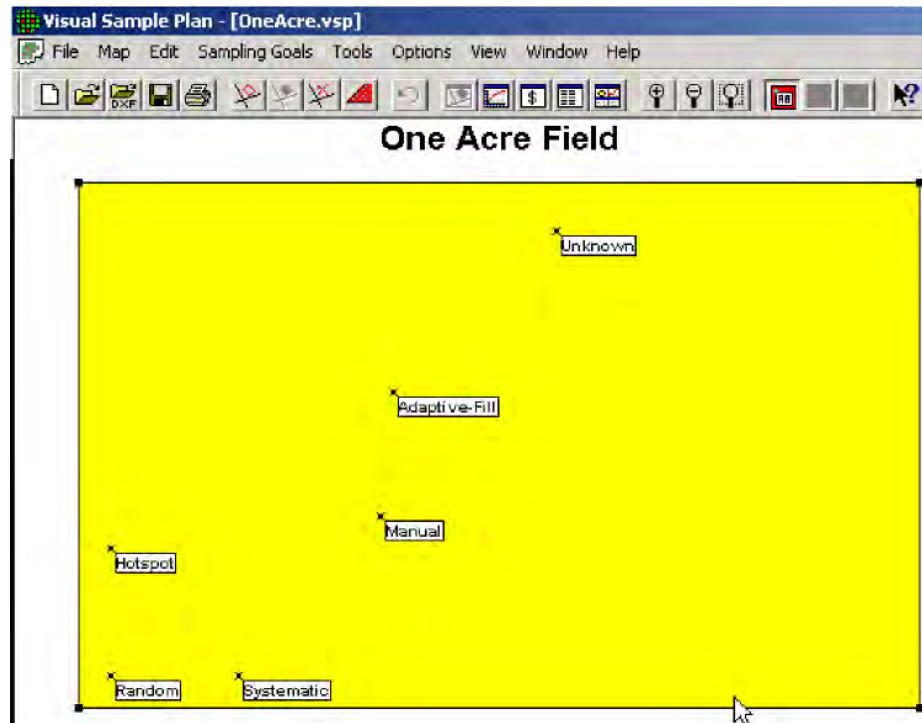 Visual Sample Plan - [OneAcre.vsp]
File Map Edit Sampling Goals Tools Options View Window Help
DXF $ AB ?
One Acre Field
Unknown
Adaptive-Fill
Manual
Hotspot
Random Systematic